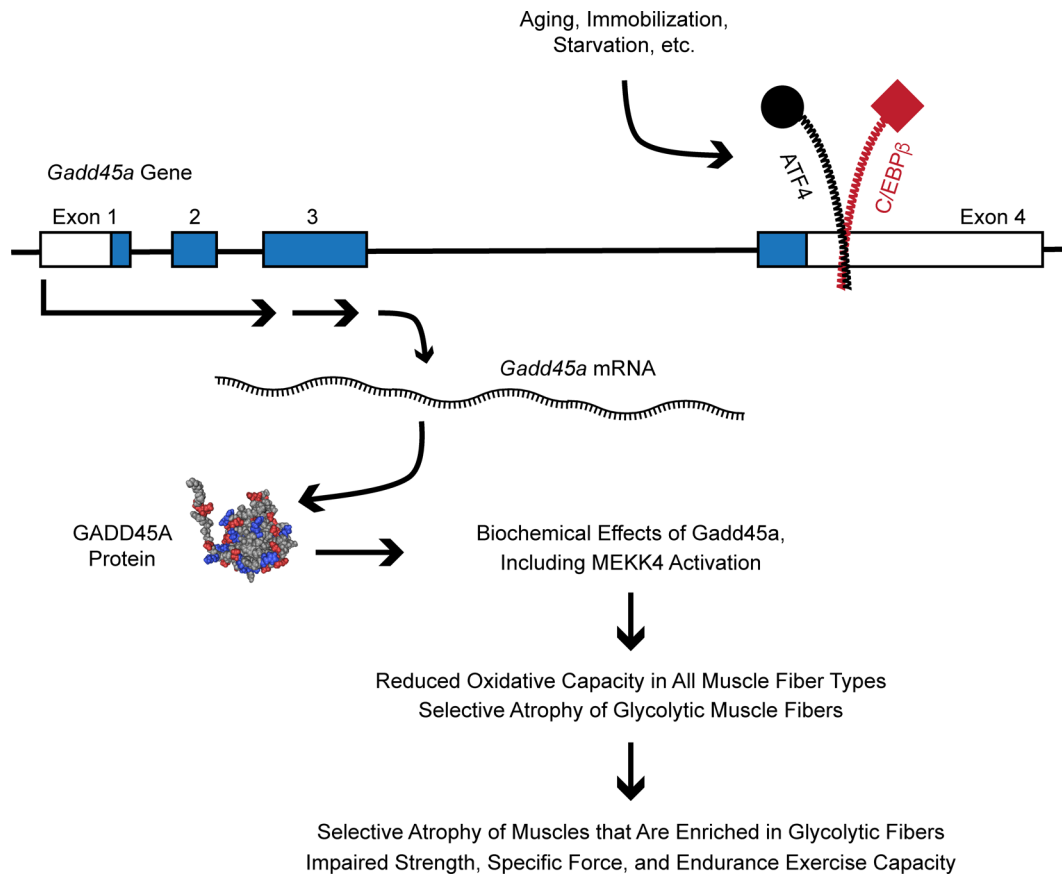 Aging, Immobilization,
Starvation, etc.
ATF4
C/EBPβ
Gadd45a Gene
Exon 1
2
3
Exon 4
Gadd45a mRNA
GADD45A
Protein
Biochemical Effects of Gadd45a,
Including MEKK4 Activation
Reduced Oxidative Capacity in All Muscle Fiber Types
Selective Atrophy of Glycolytic Muscle Fibers
Selective Atrophy of Muscles that Are Enriched in Glycolytic Fibers
Impaired Strength, Specific Force, and Endurance Exercise Capacity